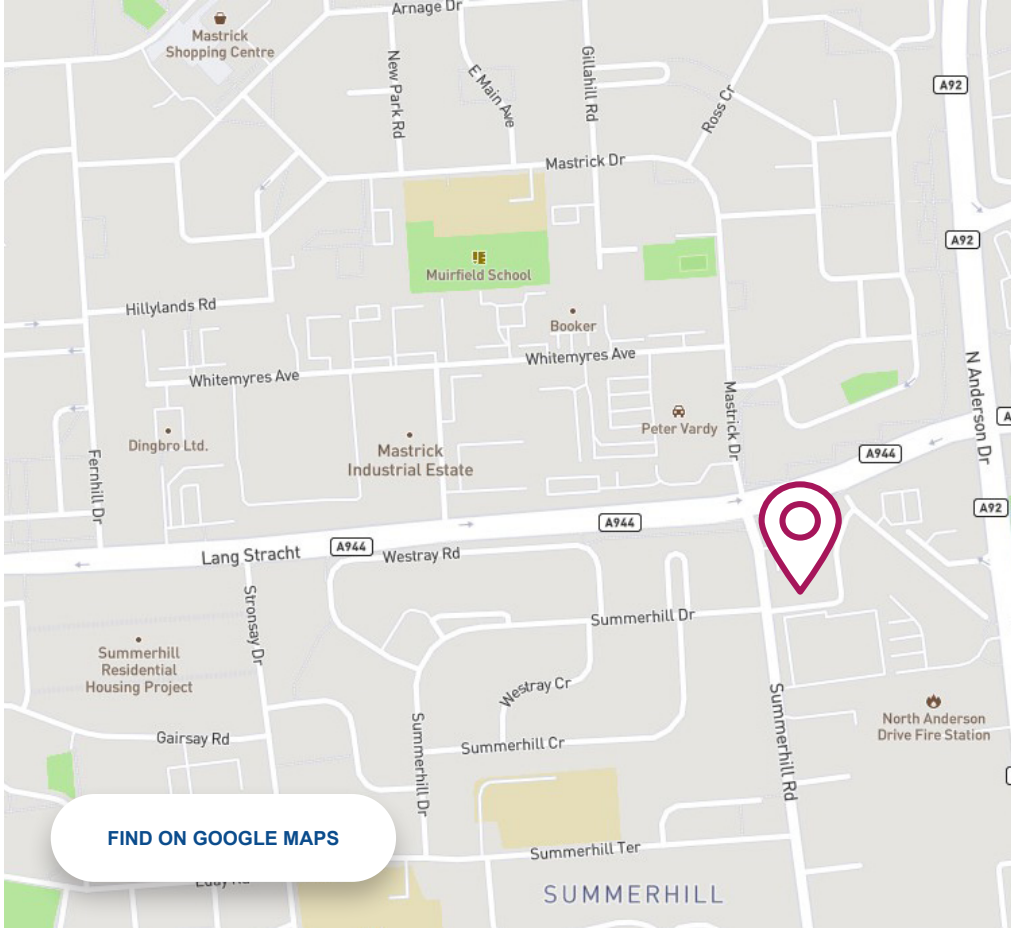 Arnage Dr
Mastrick
Shopping Centre
New Park Rd
E Main Ave
Gillahill Rd
Ross Cr
A92
Mastrick Dr
A92
Muirfield School
Hillylands Rd
Booker
Whitemyres Ave
Whitemyres Ave
N Anderson Dr
Mastrick Dr
Peter Vardy
Dingbro Ltd.
Mastrick
Industrial Estate
A944
Fernhill Dr
A92
A944
Lang Stracht
A944
Westray Rd
Stronsay Dr
Summerhill Dr
Summerhill
Residential
Housing Project
Westray Cr
Summerhill Rd
North Anderson
Drive Fire Station
Gairsay Rd
Summerhill Dr
Summerhill Cr
FIND ON GOOGLE MAPS
Summerhill Ter
SUMMERHILL